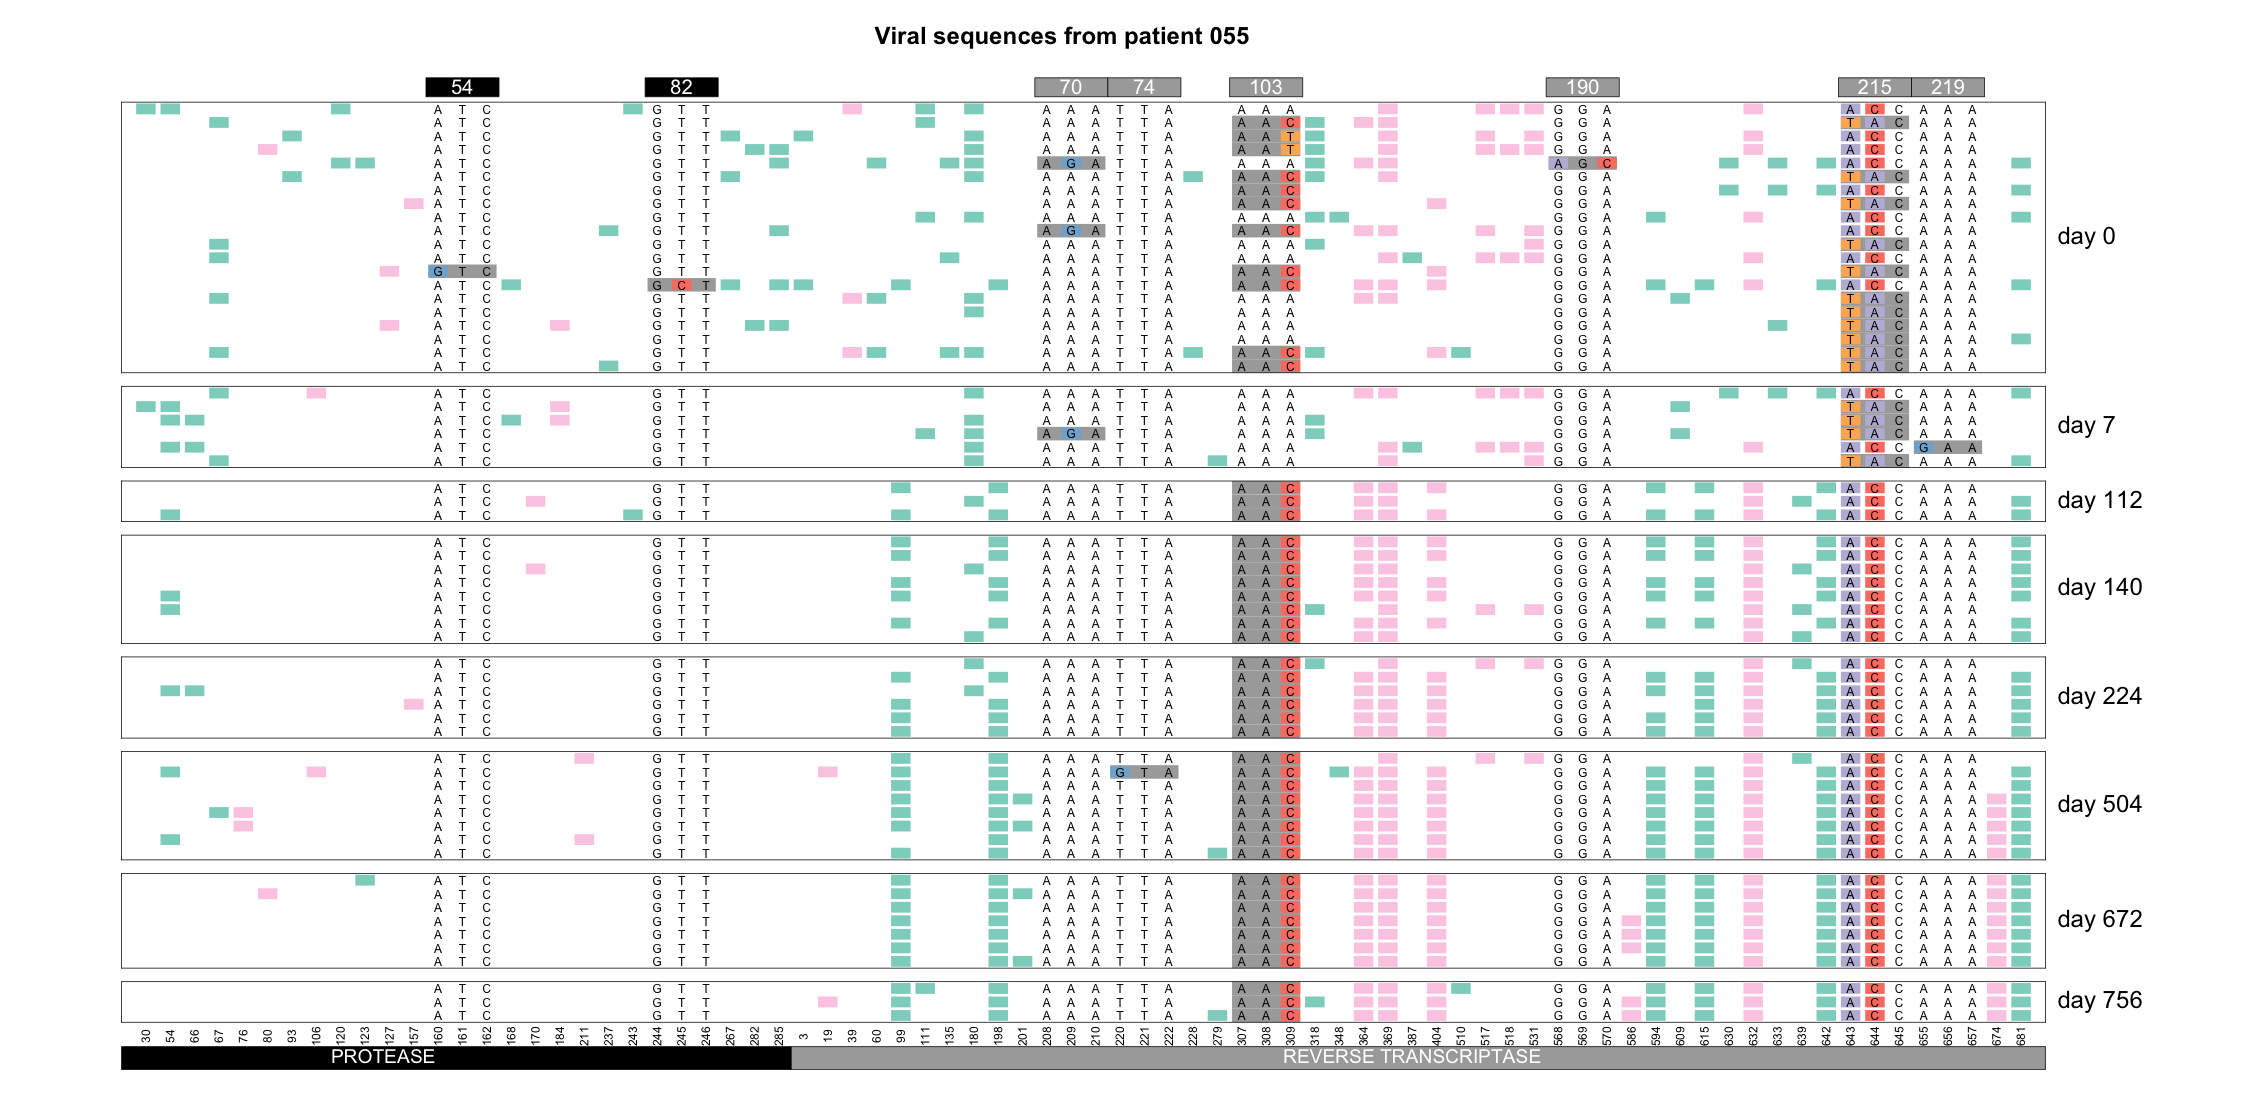 Viral sequences from patient 055
54 82 70 74 103 190 215 219
A T C G T T A A A T T A A A A G G A A C C A A A
A T C G T T A A A T T A A A C G G A T A C A A A
A T C G T T A A A T T A A A T G G A A C C A A A
A T C G T T A A A T T A A A T G G A A C C A A A
A T C G T T A G A T T A A A A A G C A C C A A A
A T C G T T A A A T T A A A C G G A T A C A A A
A T C G T T A A A T T A A A C G G A A C C A A A
A T C G T T A A A T T A A A C G G A T A C A A A
A T C G T T A A A T T A A A A G G A A C C A A A
A T C G T T A G A T T A A A C G G A A C C A A A
day 0
A T C G T T A A A T T A A A A G G A T A C A A A
A T C G T T A A A T T A A A A G G A A C C A A A
G T C G T T A A A T T A A A C G G A T A C A A A
A T C G C T A A A T T A A A C G G A A C C A A A
A T C G T T A A A T T A A A A G G A T A C A A A
A T C G T T A A A T T A A A A G G A T A C A A A
A T C G T T A A A T T A A A A G G A T A C A A A
A T C G T T A A A T T A A A A G G A T A C A A A
A T C G T T A A A T T A A A C G G A T A C A A A
A T C G T T A A A T T A A A C G G A T A C A A A
A T C G T T A A A T T A A A A G G A A C C A A A
A T C G T T A A A T T A A A A G G A T A C A A A
A T C G T T A A A T T A A A A G G A T A C A A A
day 7
A T C G T T A G A T T A A A A G G A T A C A A A
A T C G T T A A A T T A A A A G G A A C C G A A
A T C G T T A A A T T A A A A G G A T A C A A A
A T C G T T A A A T T A A A C G G A A C C A A A
A T C G T T A A A T T A A A C G G A A C C A A A
day 112
A T C G T T A A A T T A A A C G G A A C C A A A
A T C G T T A A A T T A A A C G G A A C C A A A
A T C G T T A A A T T A A A C G G A A C C A A A
A T C G T T A A A T T A A A C G G A A C C A A A
A T C G T T A A A T T A A A C G G A A C C A A A
day 140
A T C G T T A A A T T A A A C G G A A C C A A A
A T C G T T A A A T T A A A C G G A A C C A A A
A T C G T T A A A T T A A A C G G A A C C A A A
A T C G T T A A A T T A A A C G G A A C C A A A
A T C G T T A A A T T A A A C G G A A C C A A A
A T C G T T A A A T T A A A C G G A A C C A A A
A T C G T T A A A T T A A A C G G A A C C A A A
day 224
A T C G T T A A A T T A A A C G G A A C C A A A
A T C G T T A A A T T A A A C G G A A C C A A A
A T C G T T A A A T T A A A C G G A A C C A A A
A T C G T T A A A T T A A A C G G A A C C A A A
A T C G T T A A A G T A A A C G G A A C C A A A
A T C G T T A A A T T A A A C G G A A C C A A A
A T C G T T A A A T T A A A C G G A A C C A A A
day 504
A T C G T T A A A T T A A A C G G A A C C A A A
A T C G T T A A A T T A A A C G G A A C C A A A
A T C G T T A A A T T A A A C G G A A C C A A A
A T C G T T A A A T T A A A C G G A A C C A A A
A T C G T T A A A T T A A A C G G A A C C A A A
A T C G T T A A A T T A A A C G G A A C C A A A
A T C G T T A A A T T A A A C G G A A C C A A A
A T C G T T A A A T T A A A C G G A A C C A A A
day 672
A T C G T T A A A T T A A A C G G A A C C A A A
A T C G T T A A A T T A A A C G G A A C C A A A
A T C G T T A A A T T A A A C G G A A C C A A A
A T C G T T A A A T T A A A C G G A A C C A A A
A T C G T T A A A T T A A A C G G A A C C A A A
day 756
A T C G T T A A A T T A A A C G G A A C C A A A
30 54 66 67 76 80 93 106 120 123 127 157 160 161 162 168 170 184 211 237 243 244 245 246 267 282 285 3 19 39 60 99 111 135 180 198 201 208 209 210 220 221 222 228 279 307 308 309 318 348 364 369 387 404 510 517 518 531 568 569 570 586 594 609 615 630 632 633 639 642 643 644 645 655 656 657 674 681
PROTEASE REVERSE TRANSCRIPTASE